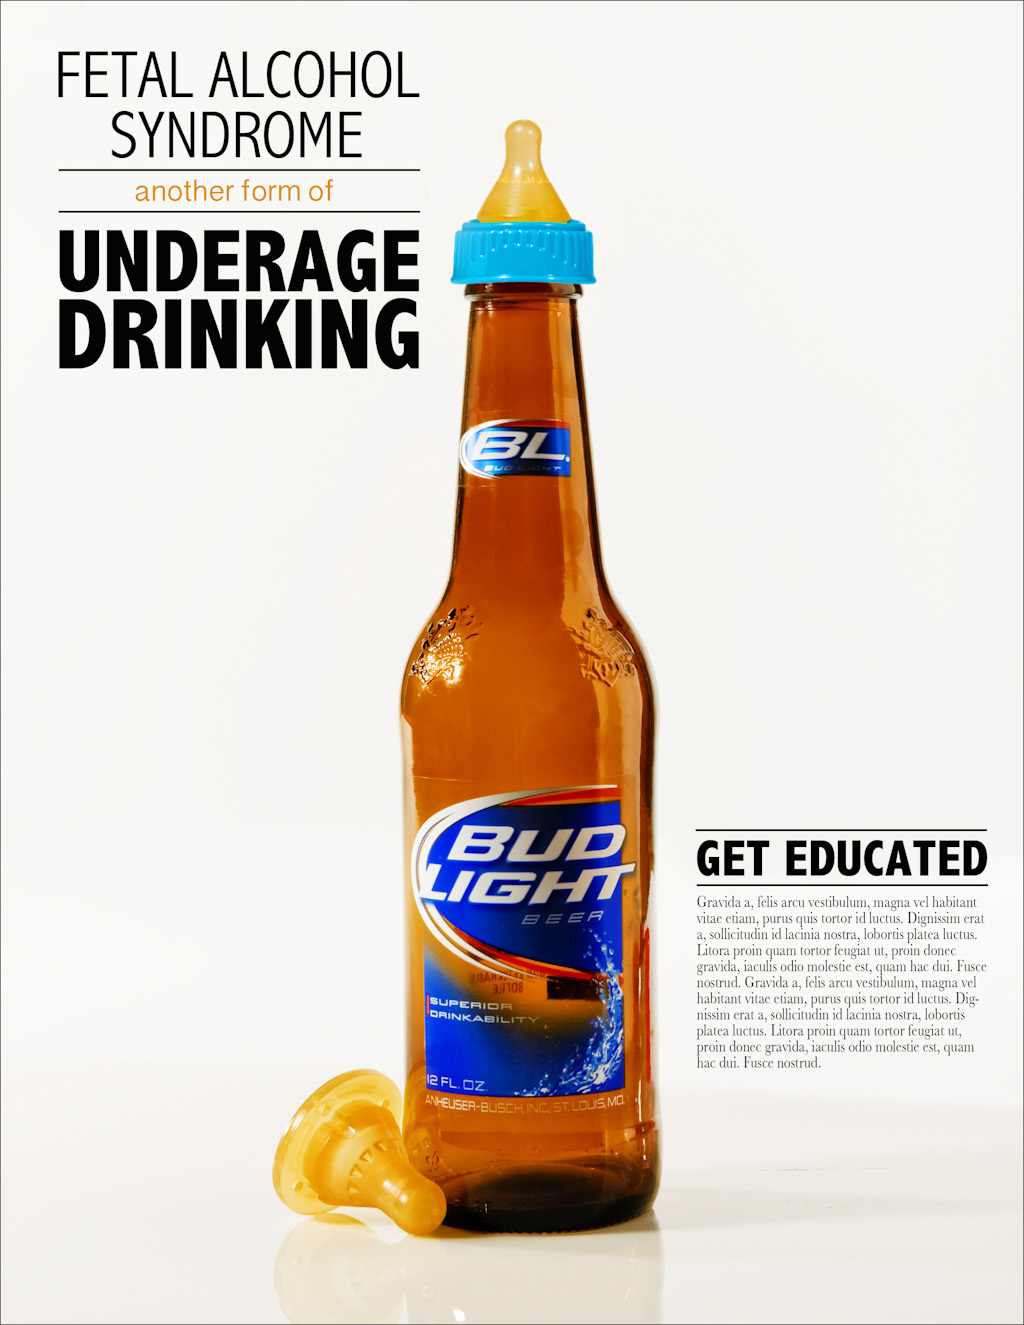 FETAL ALCOHOL
SYNDROME
another form of
UNDERAGE
DRINKING
BL.
BUD LIGHT
BUD
LIGHT
BEER
BOTTLE
SUPERIOR
DRINKABILITY
12 FL. OZ.
ANHEUSER-BUSCH, INC., ST. LOUIS, MO.
GET EDUCATED
Gravida a, felis arcu vestibulum, magna vel habitant
vitae etiam, purus quis tortor id luctus. Dignissim erat
a, sollicitudin id lacinia nostra, lobortis platea luctus.
Litora proin quam tortor feugiat ut, proin donec
gravida, iaculis odio molestie est, quam hac dui. Fusce
nostrud. Gravida a, felis arcu vestibulum, magna vel
habitant vitae etiam, purus quis tortor id luctus. Dig-
nissim erat a, sollicitudin id lacinia nostra, lobortis
platea luctus. Litora proin quam tortor feugiat ut,
proin donec gravida, iaculis odio molestie est, quam
hac dui. Fusce nostrud.